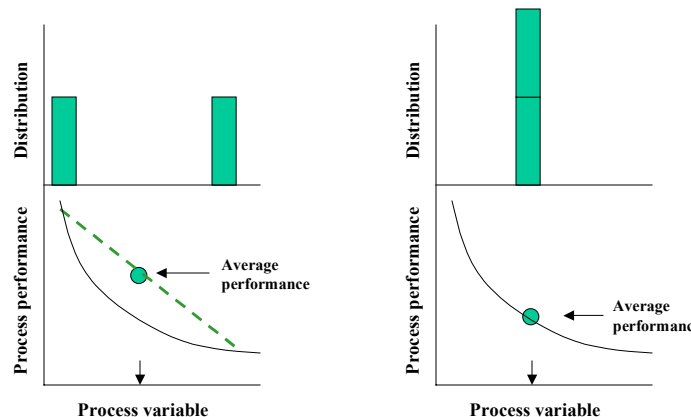 Distribution
Process performance
Average
performance
Process variable
Distribution
Process performance
Average
performance
Process variable